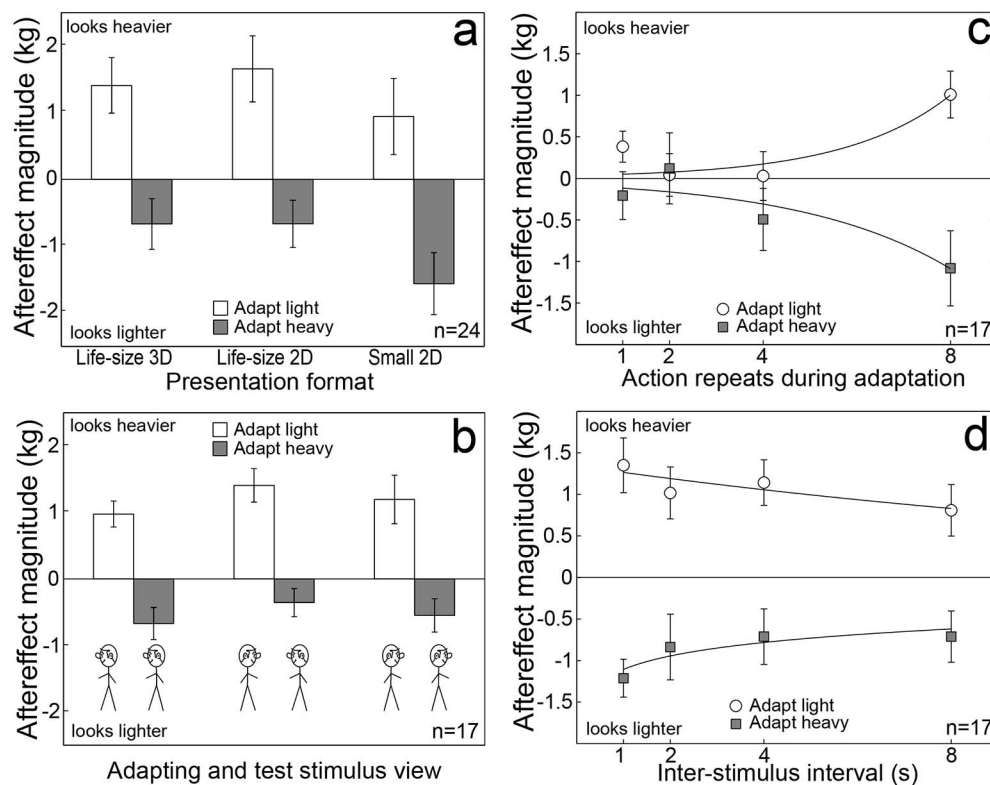 looks heavier
a
Aftereffect magnitude (kg)
2
1
0
-1
-2
Adapt light
Adapt heavy
looks lighter
n=24
Life-size 3D
Life-size 2D
Small 2D
Presentation format
looks heavier
c
Aftereffect magnitude (kg)
1.5
1
0.5
0
-0.5
-1
-1.5
Adapt light
Adapt heavy
looks lighter
n=17
1
2
4
8
Action repeats during adaptation
looks heavier
b
Adapt light
Adapt heavy
Aftereffect magnitude (kg)
2
1
0
-1
-2
looks lighter
n=17
Adapting and test stimulus view
looks heavier
d
Aftereffect magnitude (kg)
1.5
1
0.5
0
-0.5
-1
-1.5
Adapt light
Adapt heavy
looks lighter
n=17
1
2
4
8
Inter-stimulus interval (s)